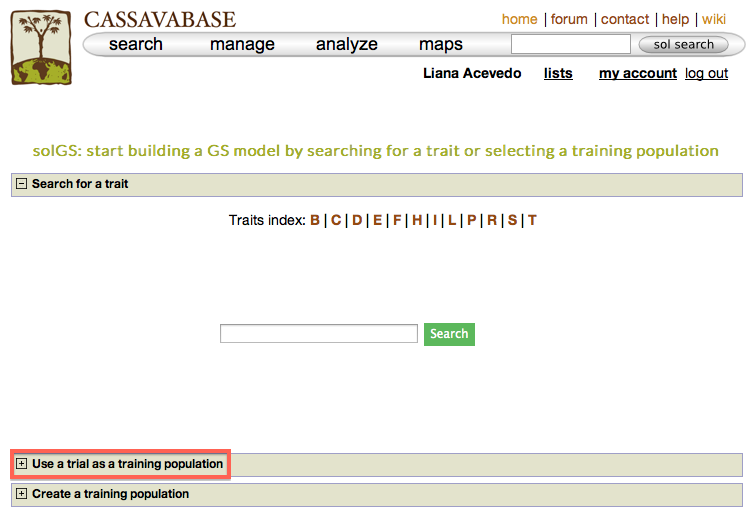 CASSAVABASE
home | forum | contact | help | wiki
search manage analyze maps sol search
Liana Acevedo lists my account log out
solGS: start building a GS model by searching for a trait or selecting a training population
Search for a trait
Traits index: B | C | D | E | F | H | I | L | P | R | S | T
Search
Use a trial as a training population
Create a training population